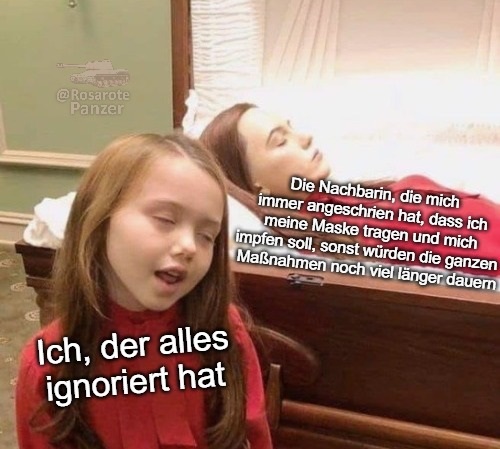 @Rosarote
Panzer
Die Nachbarin, die mich
immer angeschrien hat, dass ich
meine Maske tragen und mich
impfen soll, sonst würden die ganzen
Maßnahmen noch viel länger dauern
Ich, der alles
ignoriert hat